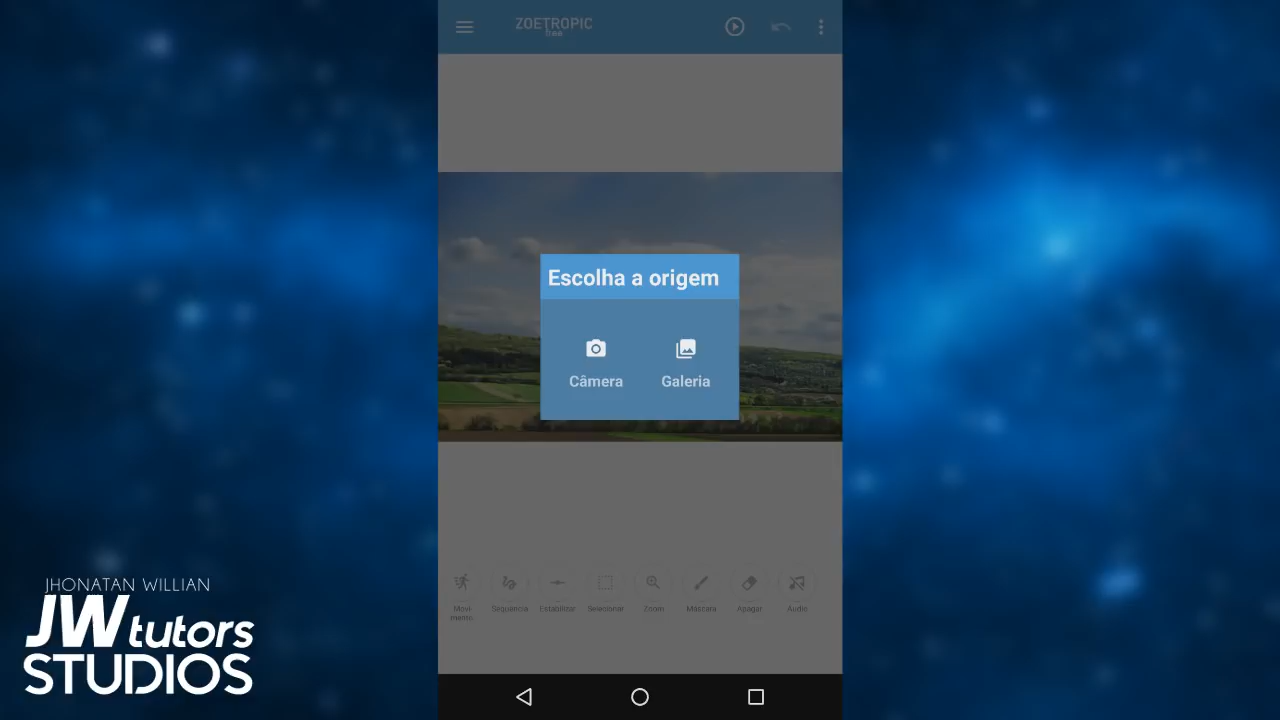 ZOETROPIC
free
Escolha a origem
Câmera
Galeria
Movi-
mento
Sequência
Estabilizar
Selecionar
Zoom
Máscara
Apagar
Áudio
JHONATAN WILLIAN
JW tutors
STUDIOS